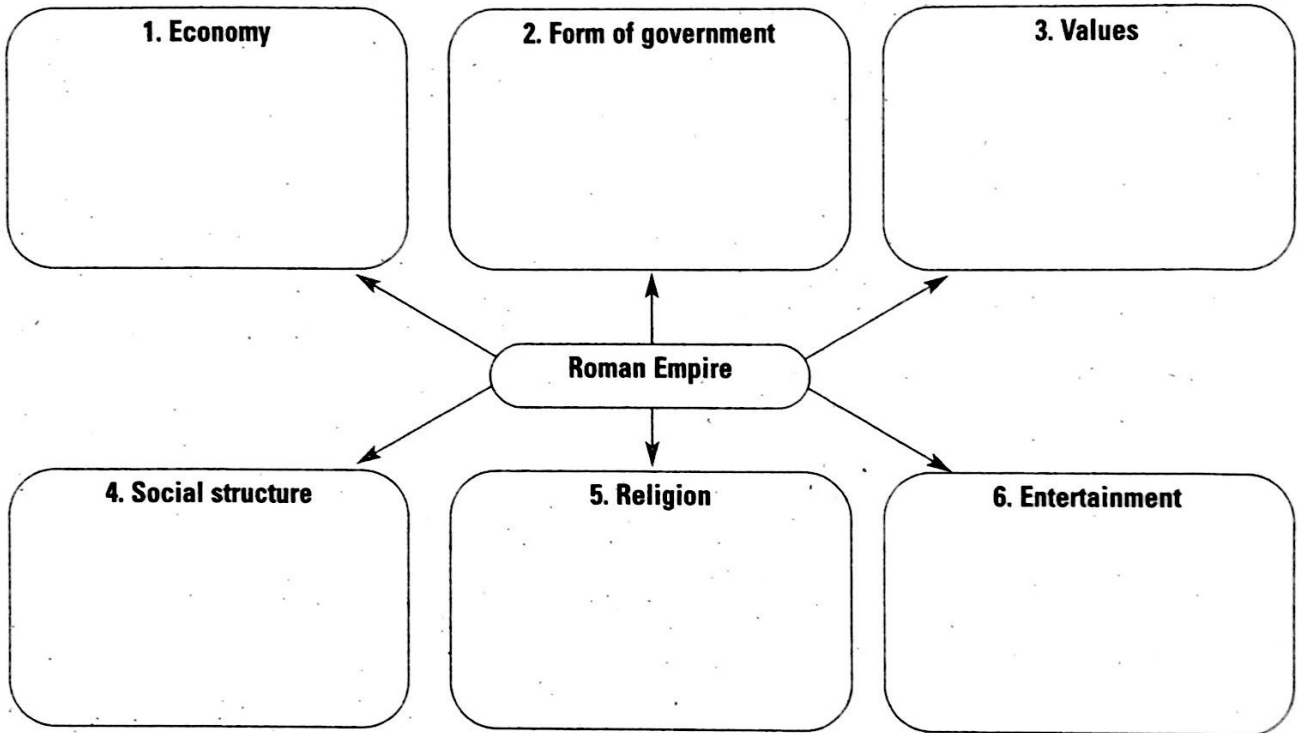 1. Economy
2. Form of government
3. Values
Roman Empire
4. Social structure
5. Religion
6. Entertainment